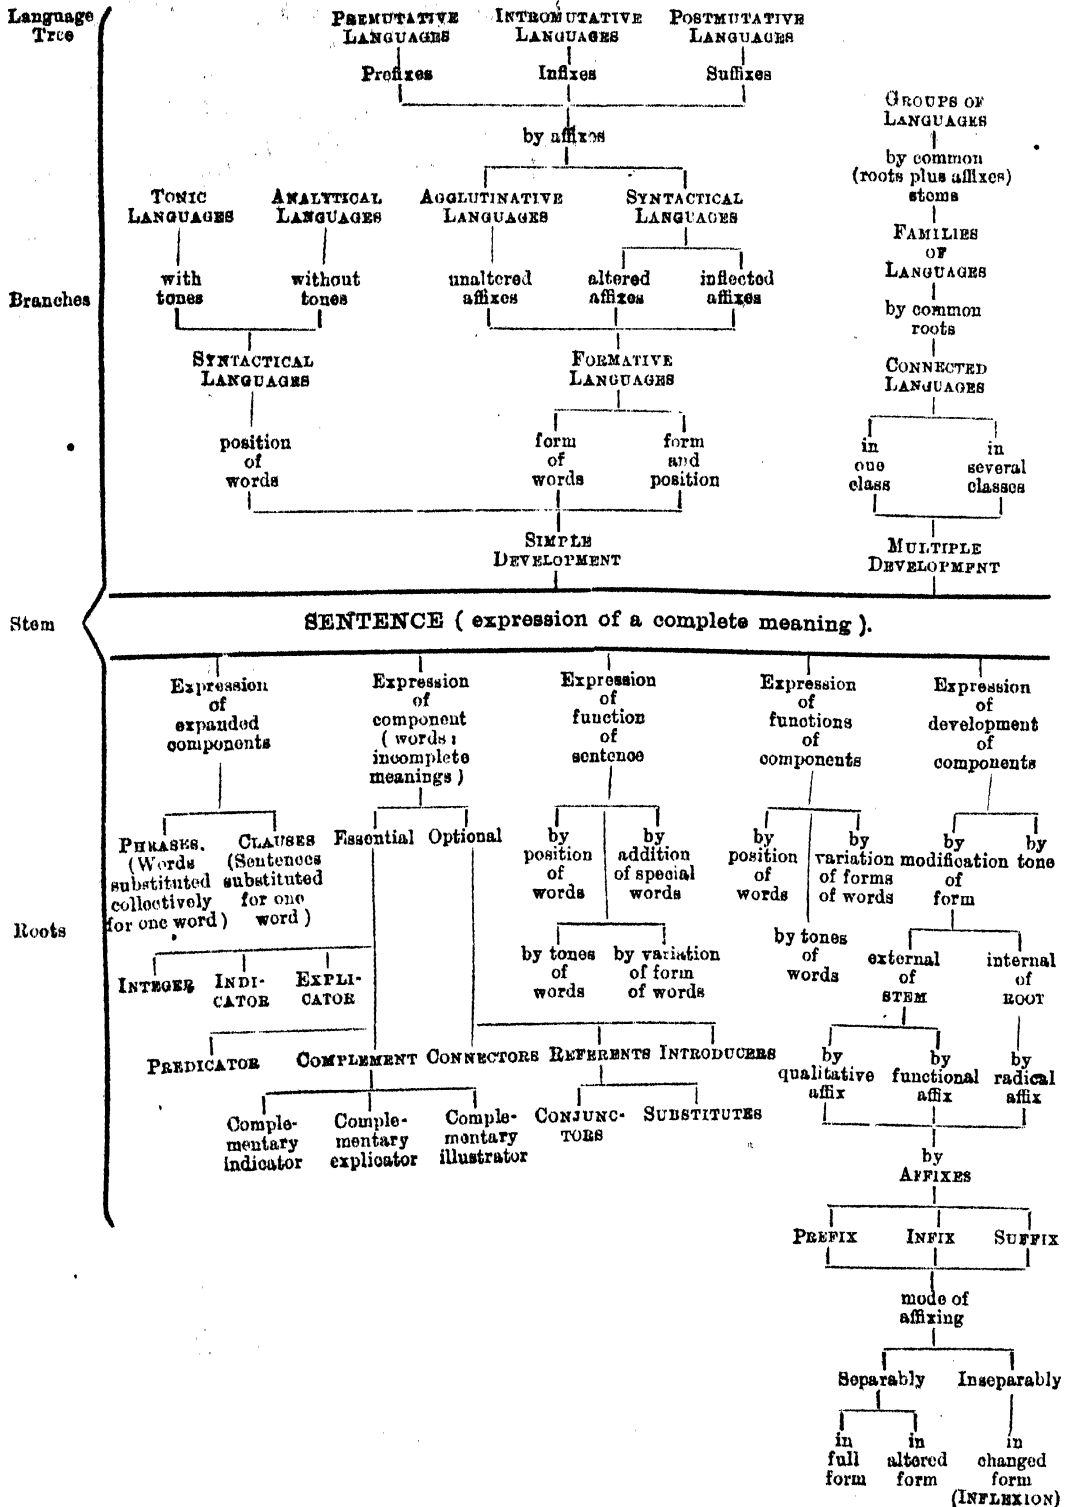 Language
Tree
PREMUTATIVE
LANGUAGES
INTROMUTATIVE
LANGUAGES
POSTMUTATIVE
LANGUAGES
Prefixes
Infixes
Suffixes
by affixes
GROUPS OF
LANGUAGES
by common
(roots plus affixes)
stems
TONIC
LANGUAGES
ANALYTICAL
LANGUAGES
AGGLUTINATIVE
LANGUAGES
SYNTACTICAL
LANGUAGES
FAMILIES
OF
LANGUAGES
Branches
with
tones
without
tones
unaltered
affixes
altered
affixes
inflected
affixes
by common
roots
SYNTACTICAL
LANGUAGES
FORMATIVE
LANGUAGES
CONNECTED
LANGUAGES
position
of
words
form
of
words
form
and
position
in
one
class
in
several
classes
SIMPLE
DEVELOPMENT
MULTIPLE
DEVELOPMENT
Stem
SENTENCE ( expression of a complete meaning ).
Expression
of
expanded
components
Expression
of
component
( words :
incomplete
meanings )
Expression
of
function
of
sentence
Expression
of
functions
of
components
Expression
of
development
of
components
Roots
PHRASES.
(Words
substituted
collectively
for one word )
CLAUSES
(Sentences
substituted
for one
word )
Essential
Optional
by
position
of
words
by
addition
of special
words
by
position
of
words
by
variation
of forms
of words
by
modification
of
form
by
tone
by tones
of
words
by variation
of form
of words
by tones
of
words
external
of
STEM
internal
of
ROOT
INTEGER
INDI-
CATOR
EXPLI-
CATOR
PREDICATOR
COMPLEMENT
CONNECTORS
REFERENTS
INTRODUCERS
by
qualitative
affix
by
functional
affix
by
radical
affix
Comple-
mentary
indicator
Comple-
mentary
explicator
Comple-
mentary
illustrator
CONJUNC-
TORS
SUBSTITUTES
by
AFFIXES
PREFIX
INFIX
SUFFIX
mode of
affixing
Separably
Inseparably
in
full
form
in
altered
form
in
changed
form
(INFLEXION)